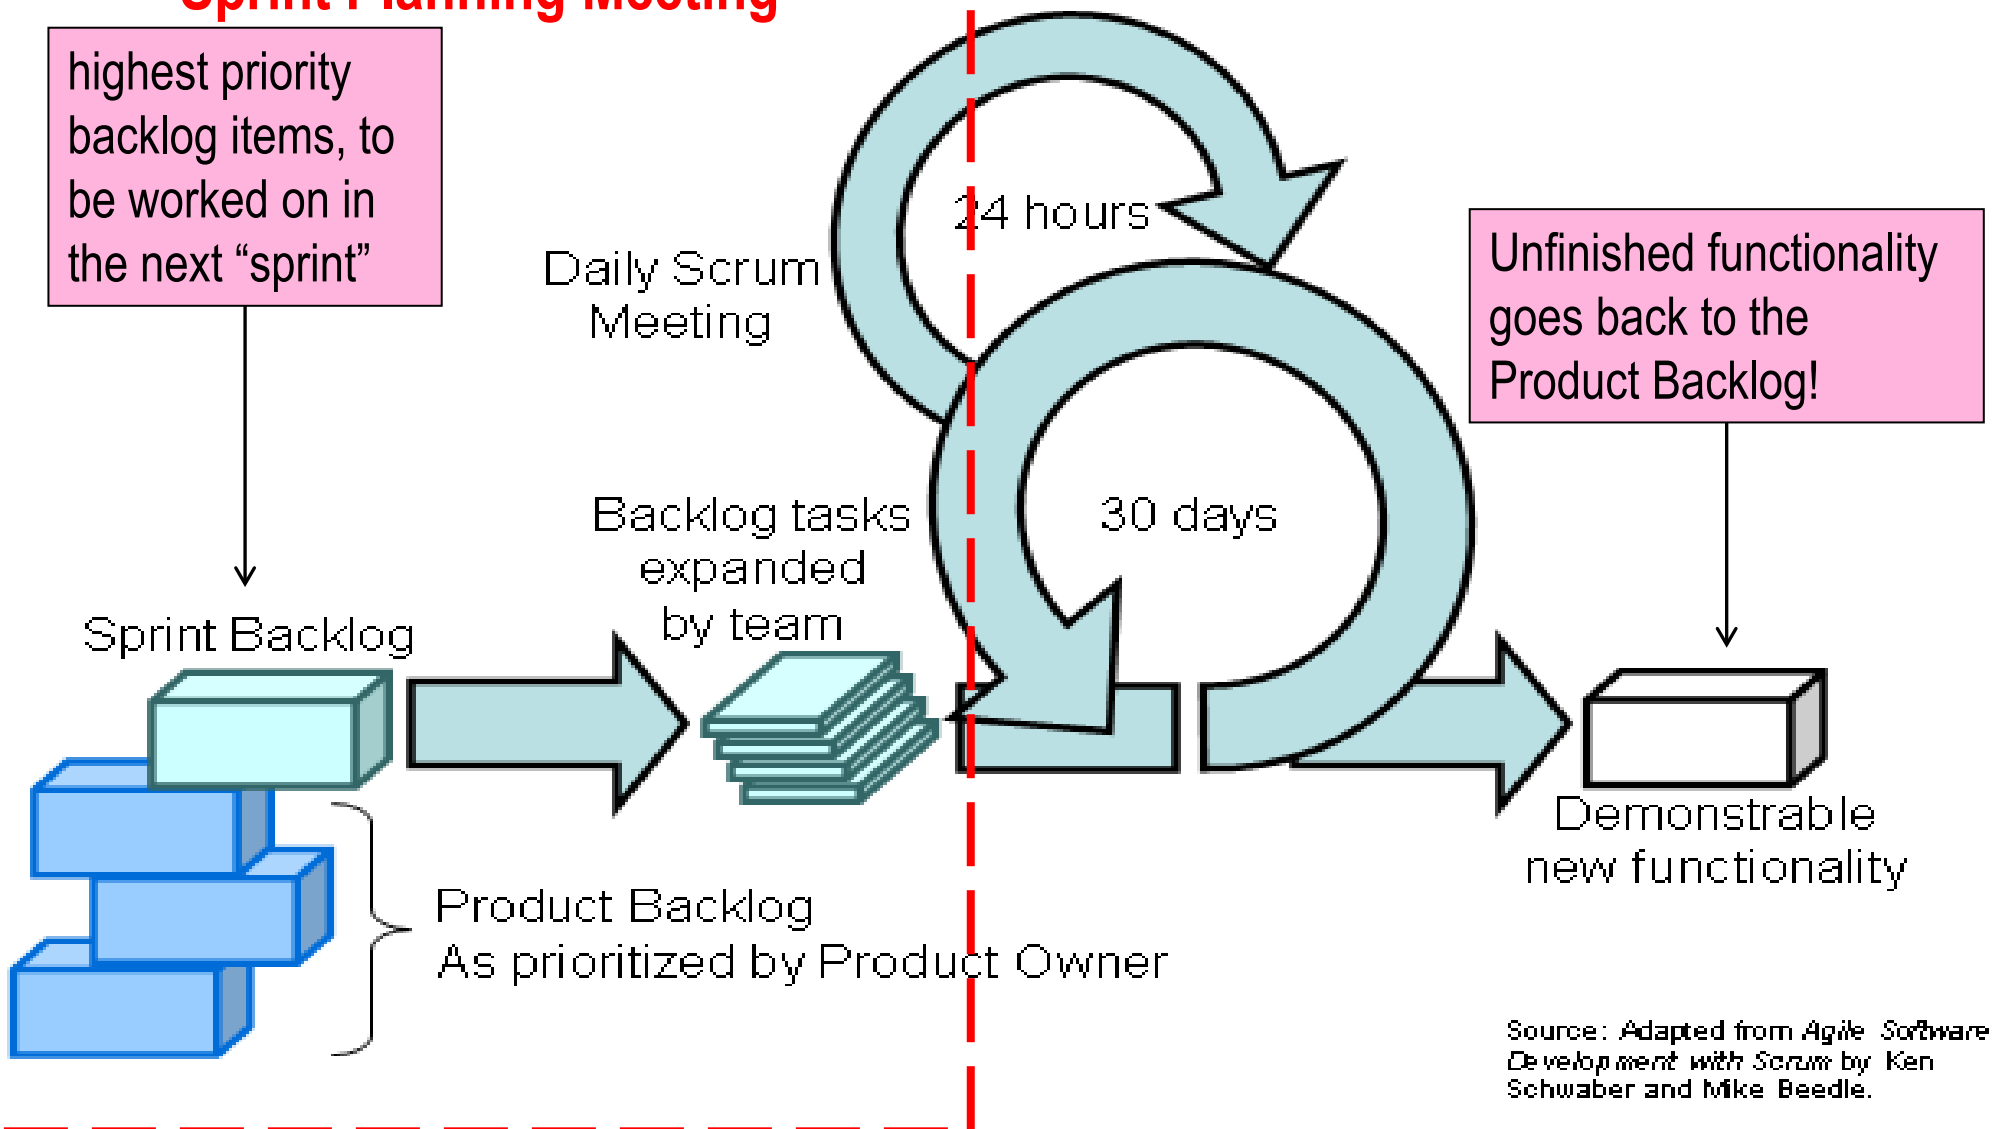 Sprint Planning Meeting
highest priority
backlog items, to
be worked on in
the next “sprint”
24 hours
Daily Scrum
Meeting
Unfinished functionality
goes back to the
Product Backlog!
Backlog tasks
expanded
by team
30 days
Sprint Backlog
Demonstrable
new functionality
Product Backlog
As prioritized by Product Owner
Source: Adapted from Agile Software
Development with Scrum by Ken
Schwaber and Mike Beedle.